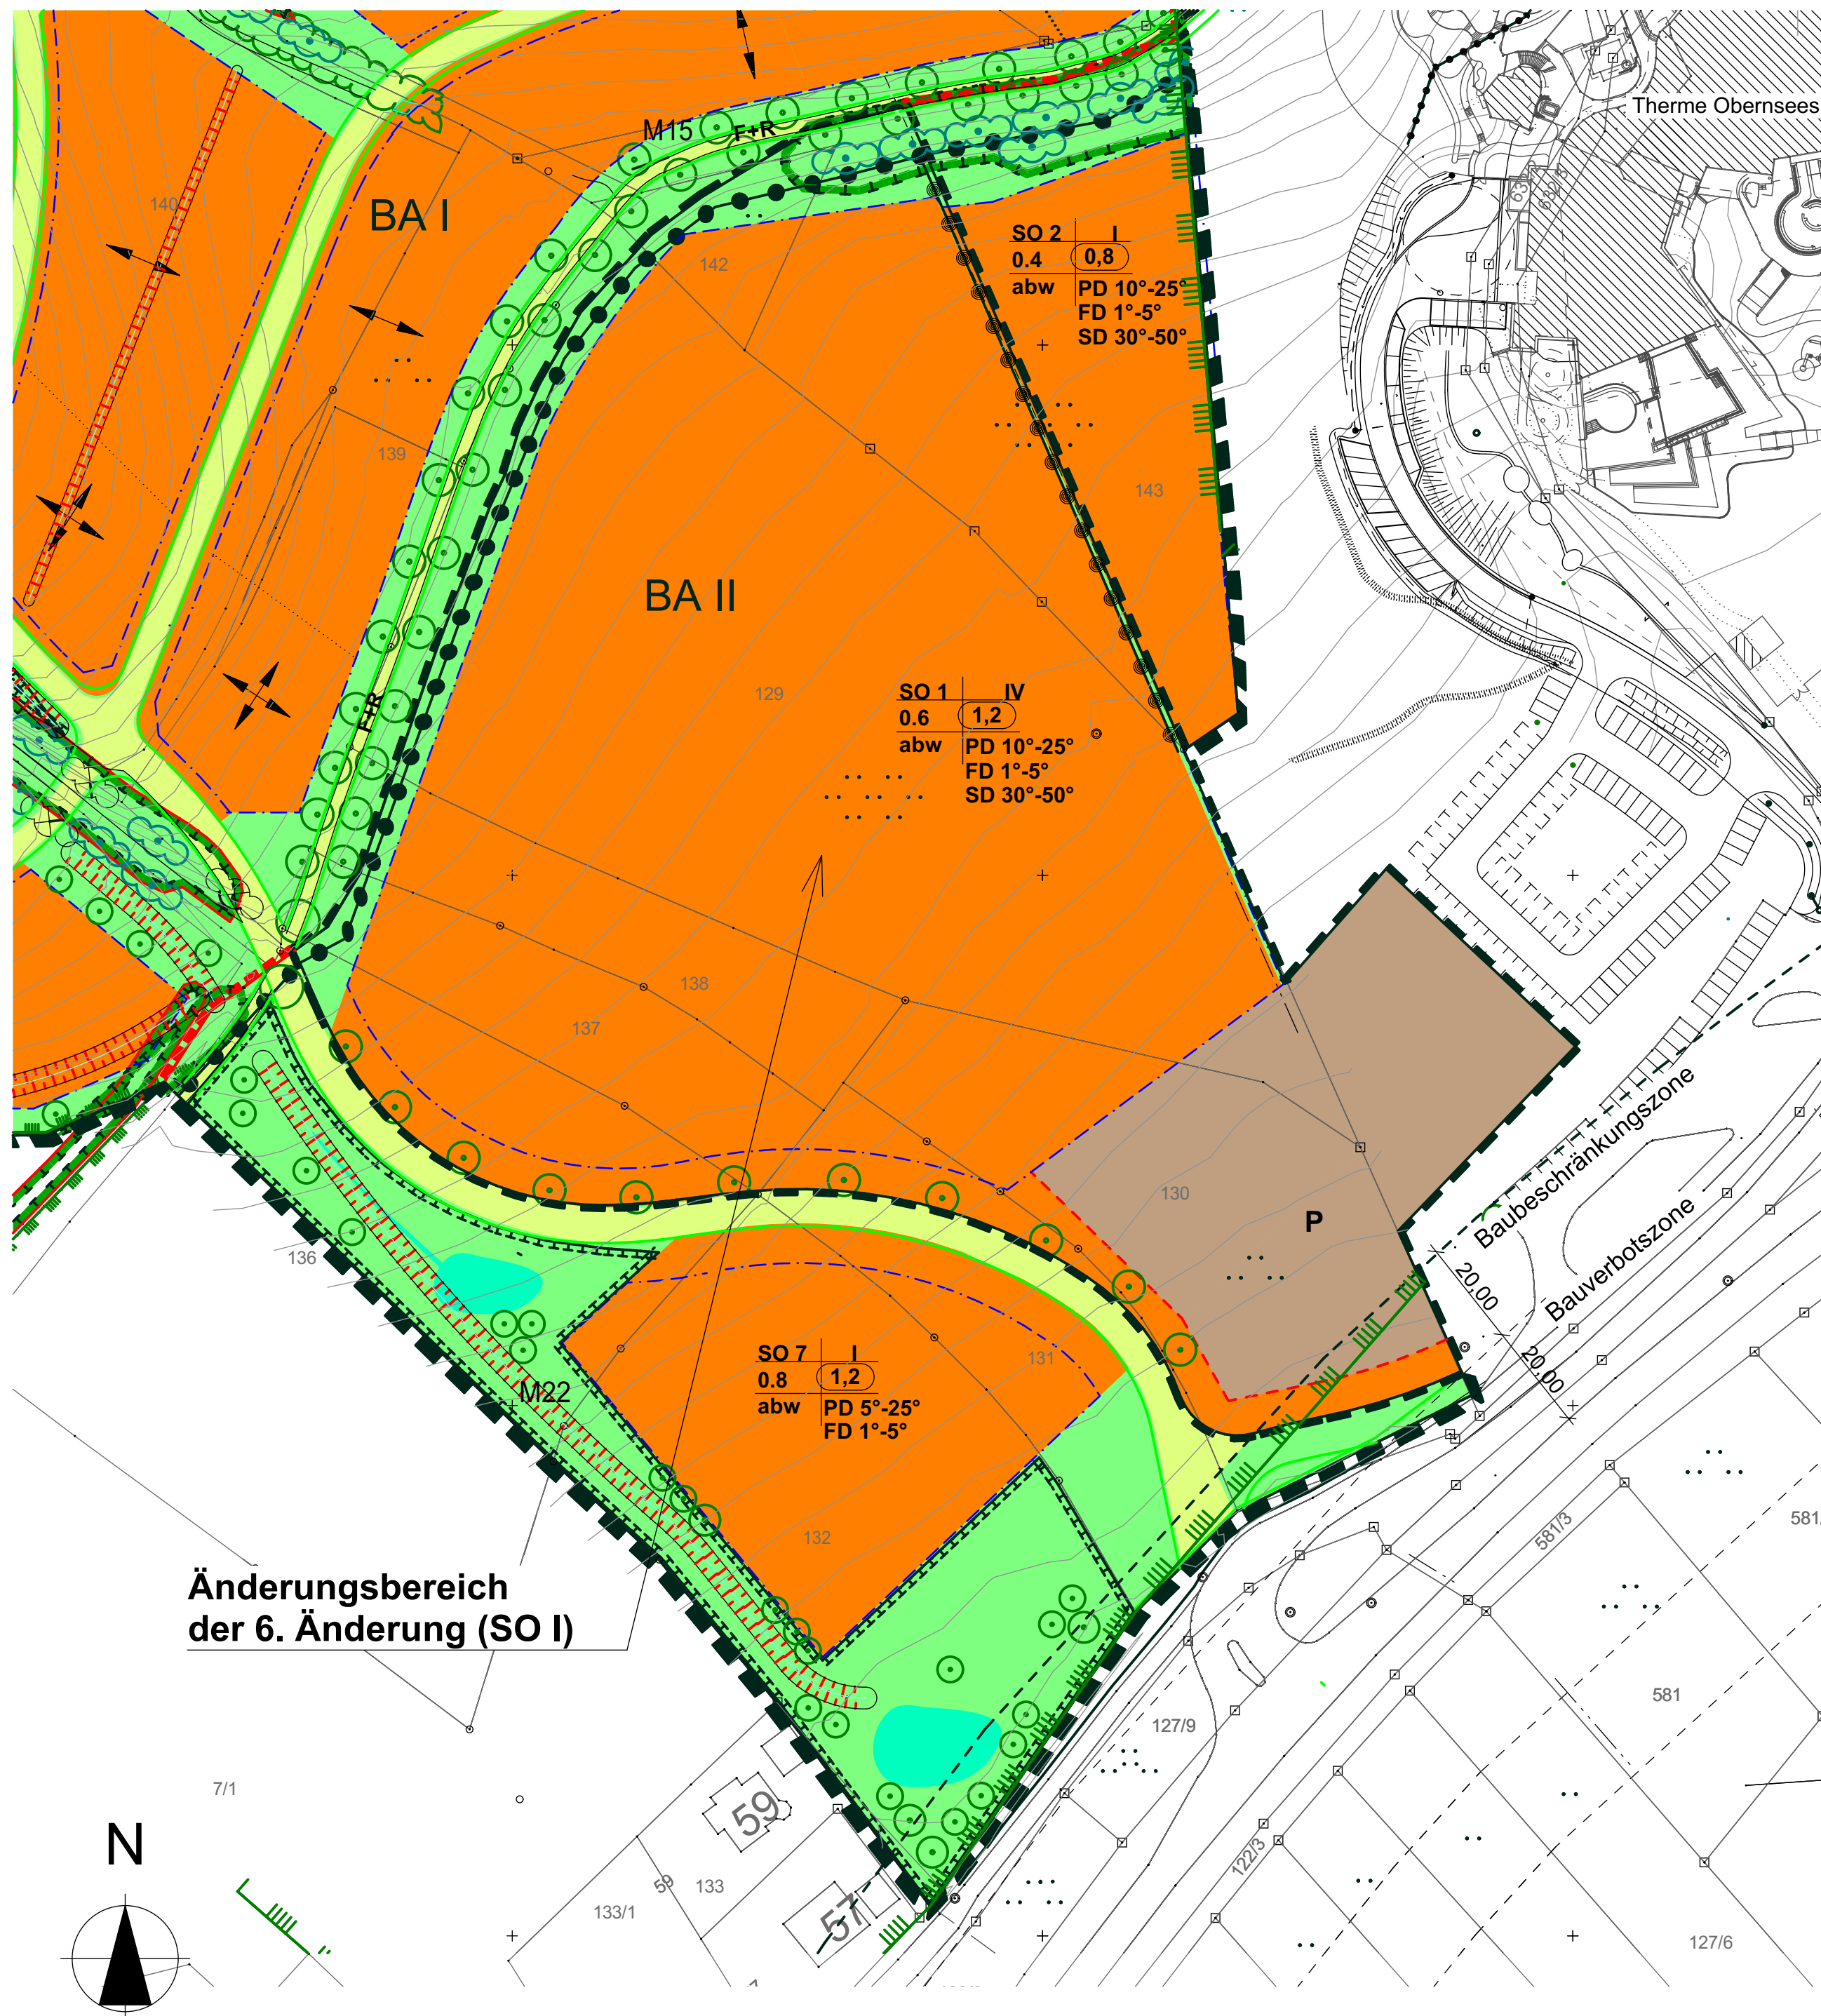 Therme Obernsees
632/3
M15
F+R
140
BA I
142
SO 2 I
0.4 0,8
abw PD 10°-25°
FD 1°-5°
SD 30°-50°
139
143
BA II
129
SO 1 IV
0.6 1,2
abw PD 10°-25°
FD 1°-5°
SD 30°-50°
F+R
138
137
130
P
Baubeschränkungszone
Bauverbotszone
20.00
20.00
136
131
SO 7 I
0.8 1,2
abw PD 5°-25°
FD 1°-5°
M22
132
581/3
Änderungsbereich
der 6. Änderung (SO I)
581
127/9
7/1
59
N
122/3
59
133
133/1
57
127/6